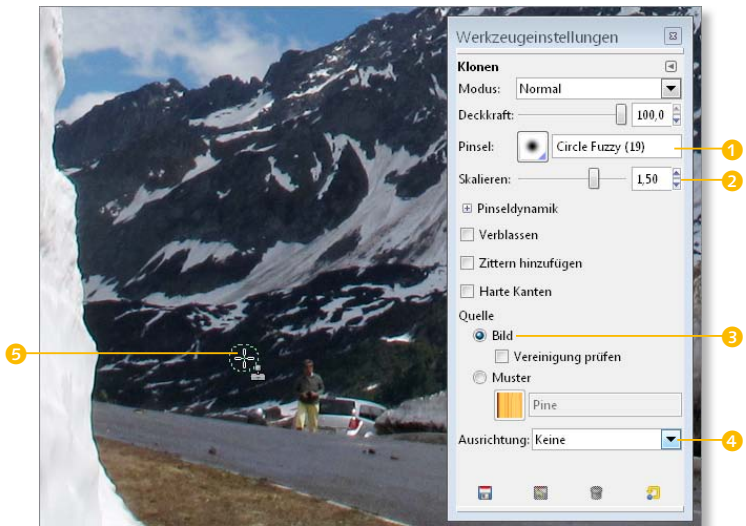 Werkzeugeinstellungen
Klonen
Modus: Normal
Deckkraft: 100,0
Pinsel: Circle Fuzzy (19)
1
Skalieren: 1,50
2
Pinseldynamik
Verblassen
Zittern hinzufügen
Harte Kanten
Quelle
Bild
3
Vereinigung prüfen
5
Muster
Pine
Ausrichtung: Keine
4